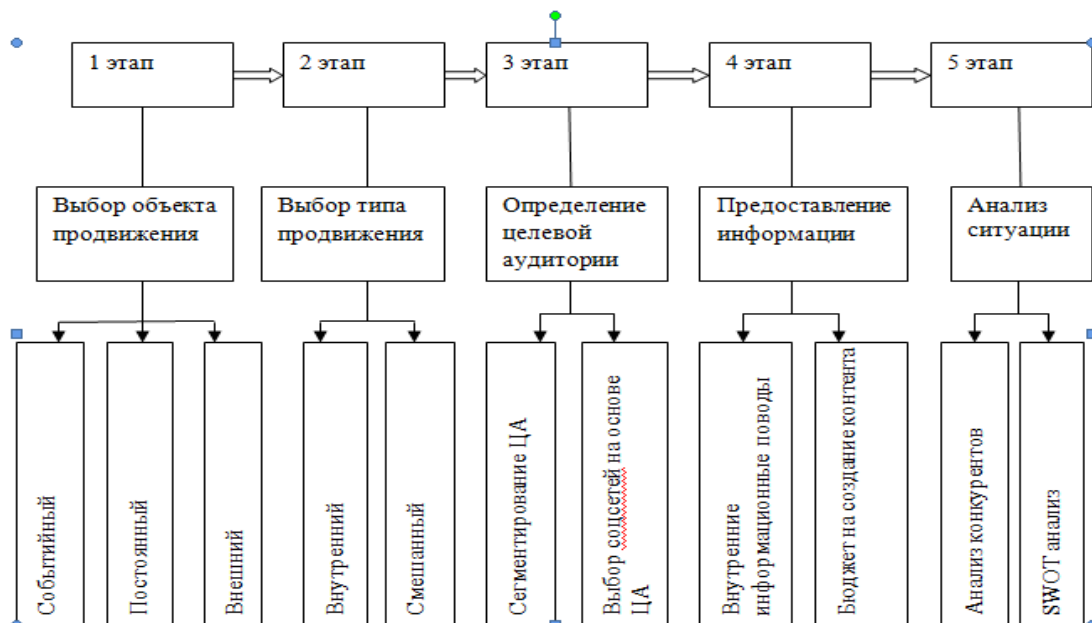 1 этап
2 этап
3 этап
4 этап
5 этап
Выбор объекта
продвижения
Выбор типа
продвижения
Определение
целевой
аудитории
Предоставление
информации
Анализ
ситуации
Событийный
Постоянный
Внешний
Внутренний
Смешанный
Сегментирование ЦА
Выбор соцсетей на основе
ЦА
Внутренние
информационные поводы
Бюджет на создание контента
Анализ конкурентов
SWOT анализ